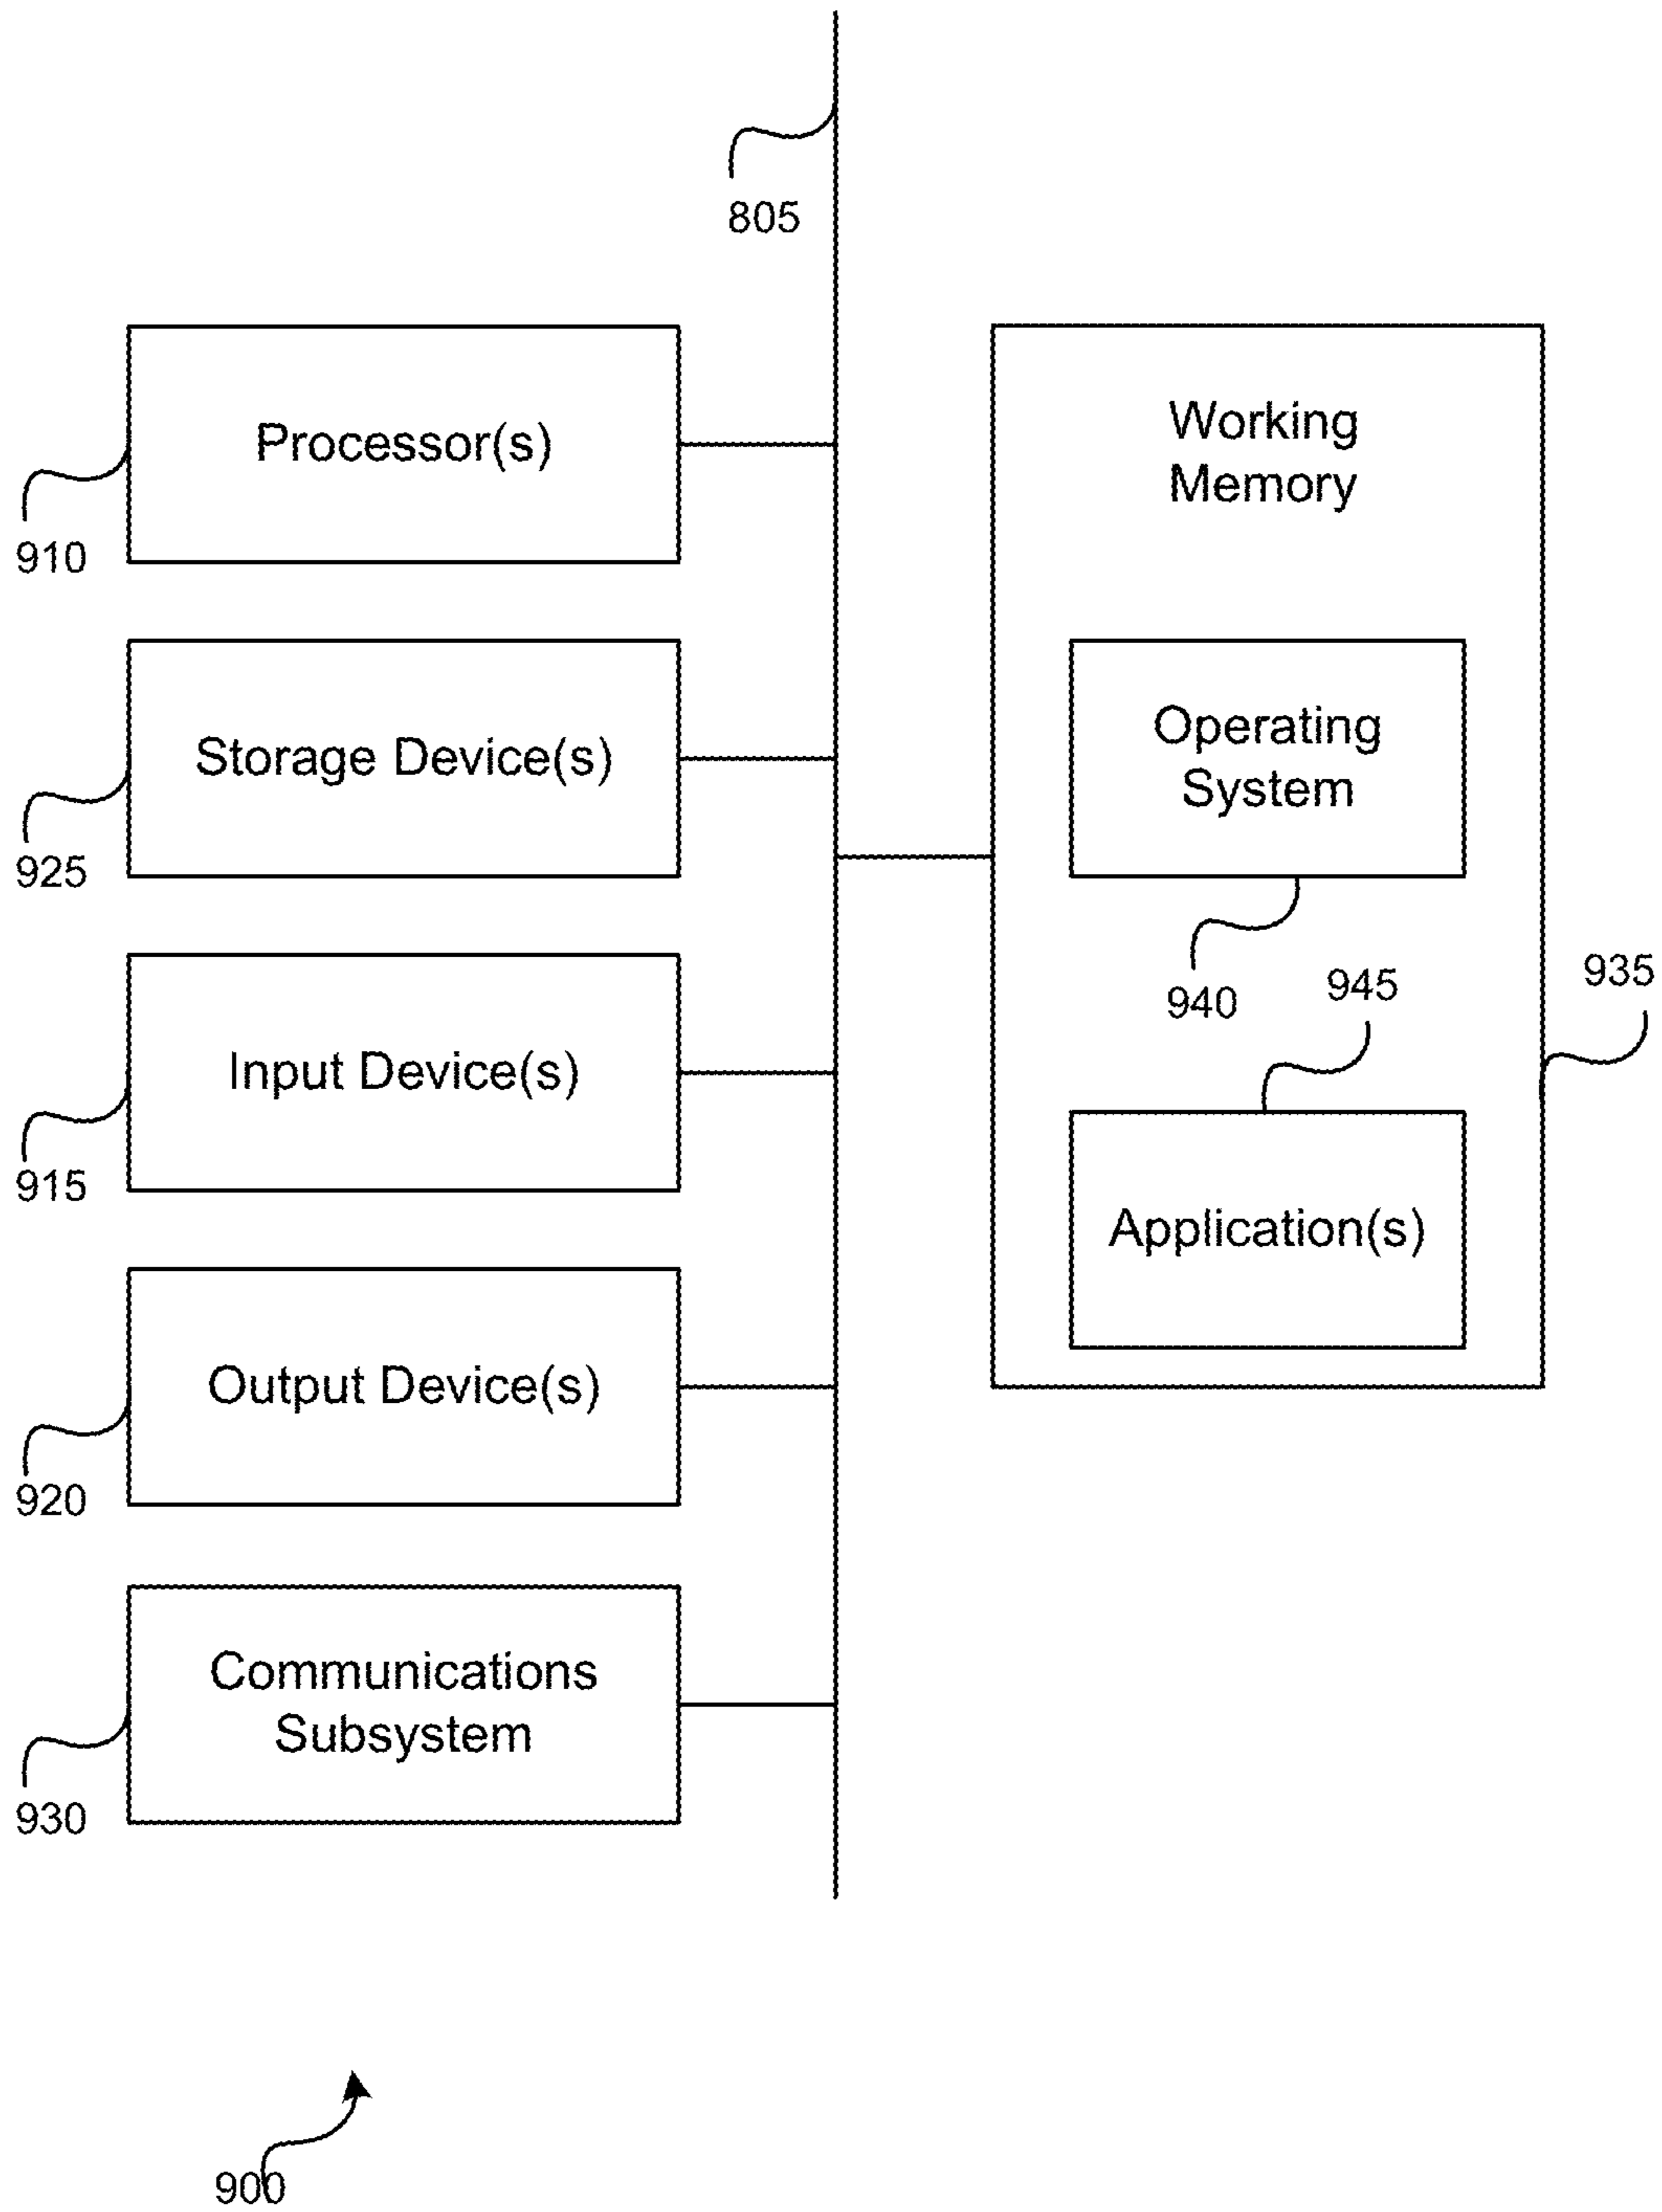 805
Processor(s)
910
Storage Device(s)
925
Input Device(s)
915
Output Device(s)
920
Communications
Subsystem
930
Working
Memory
Operating
System
940
945
935
Application(s)
900